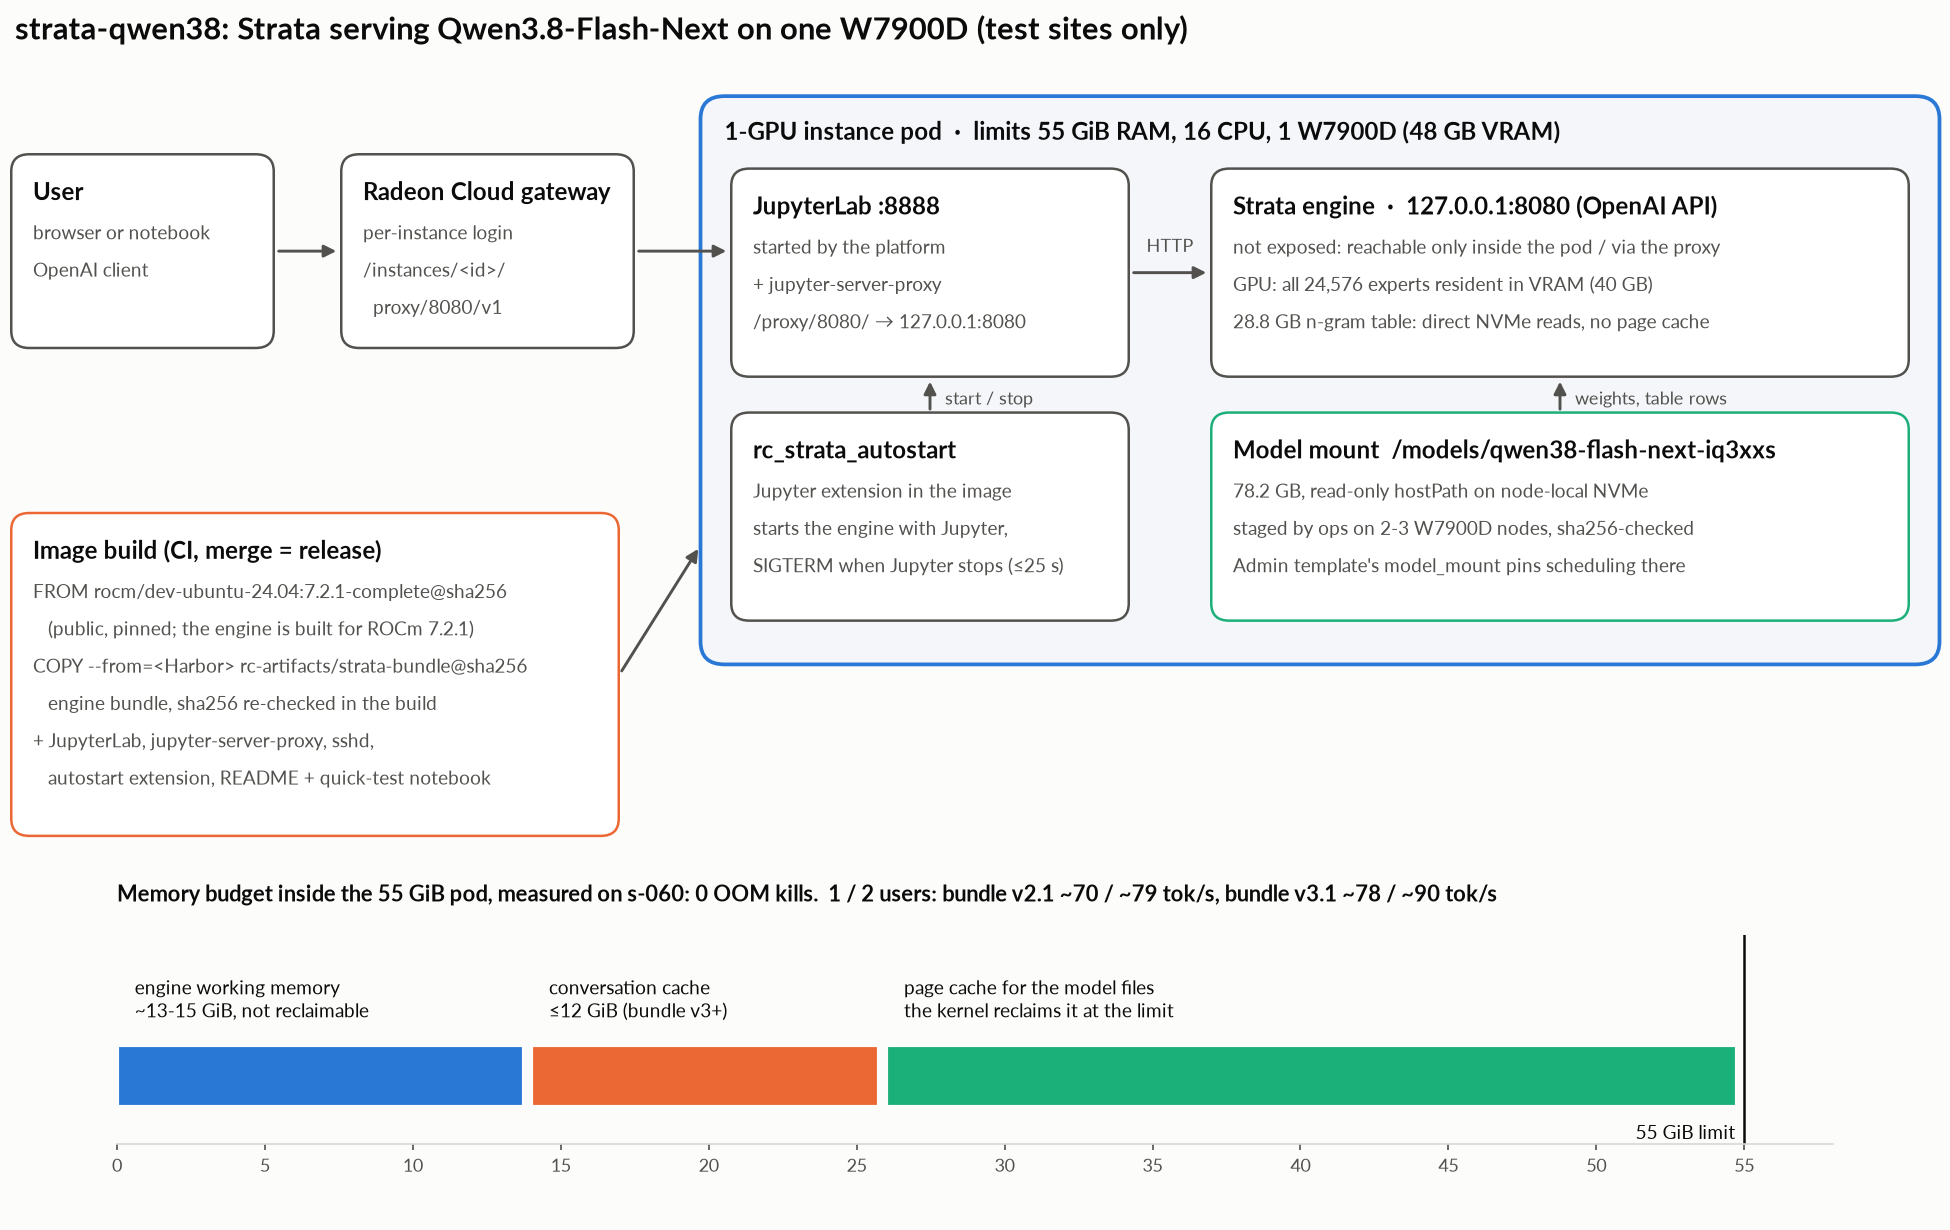 strata-qwen38: Strata serving Qwen3.8-Flash-Next on one W7900D (test sites only)
User
browser or notebook
OpenAI client
Radeon Cloud gateway
per-instance login
/instances/<id>/
proxy/8080/v1
1-GPU instance pod · limits 55 GiB RAM, 16 CPU, 1 W7900D (48 GB VRAM)
JupyterLab :8888
started by the platform
+ jupyter-server-proxy
/proxy/8080/ → 127.0.0.1:8080
HTTP
Strata engine · 127.0.0.1:8080 (OpenAI API)
not exposed: reachable only inside the pod / via the proxy
GPU: all 24,576 experts resident in VRAM (40 GB)
28.8 GB n-gram table: direct NVMe reads, no page cache
start / stop
weights, table rows
rc_strata_autostart
Jupyter extension in the image
starts the engine with Jupyter,
SIGTERM when Jupyter stops (≤25 s)
Model mount /models/qwen38-flash-next-iq3xxs
78.2 GB, read-only hostPath on node-local NVMe
staged by ops on 2-3 W7900D nodes, sha256-checked
Admin template's model_mount pins scheduling there
Image build (CI, merge = release)
FROM rocm/dev-ubuntu-24.04:7.2.1-complete@sha256
(public, pinned; the engine is built for ROCm 7.2.1)
COPY --from=<Harbor> rc-artifacts/strata-bundle@sha256
engine bundle, sha256 re-checked in the build
+ JupyterLab, jupyter-server-proxy, sshd,
autostart extension, README + quick-test notebook
Memory budget inside the 55 GiB pod, measured on s-060: 0 OOM kills. 1 / 2 users: bundle v2.1 ~70 / ~79 tok/s, bundle v3.1 ~78 / ~90 tok/s
engine working memory
~13-15 GiB, not reclaimable
conversation cache
≤12 GiB (bundle v3+)
page cache for the model files
the kernel reclaims it at the limit
55 GiB limit
0 5 10 15 20 25 30 35 40 45 50 55